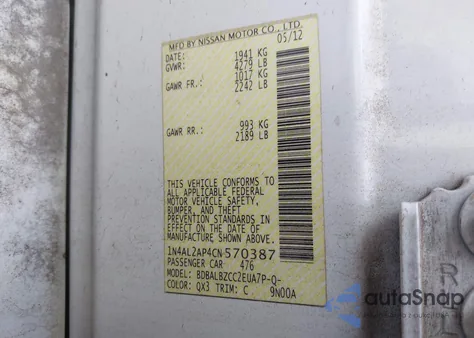 MFD BY NISSAN MOTOR CO., LTD.
DATE: 05/12
GVWR: 1941 KG
4279 LB
GAWR FR.: 1017 KG
2242 LB
GAWR RR.: 993 KG
2189 LB
THIS VEHICLE CONFORMS TO
ALL APPLICABLE FEDERAL
MOTOR VEHICLE SAFETY,
BUMPER, AND THEFT
PREVENTION STANDARDS IN
EFFECT ON THE DATE OF
MANUFACTURE SHOWN ABOVE.
1N4AL2AP4CN570387
PASSENGER CAR 476
MODEL: BDBALBZCC2EUA7P-Q-
COLOR: QX3 TRIM: C 9N00A
autoSnap